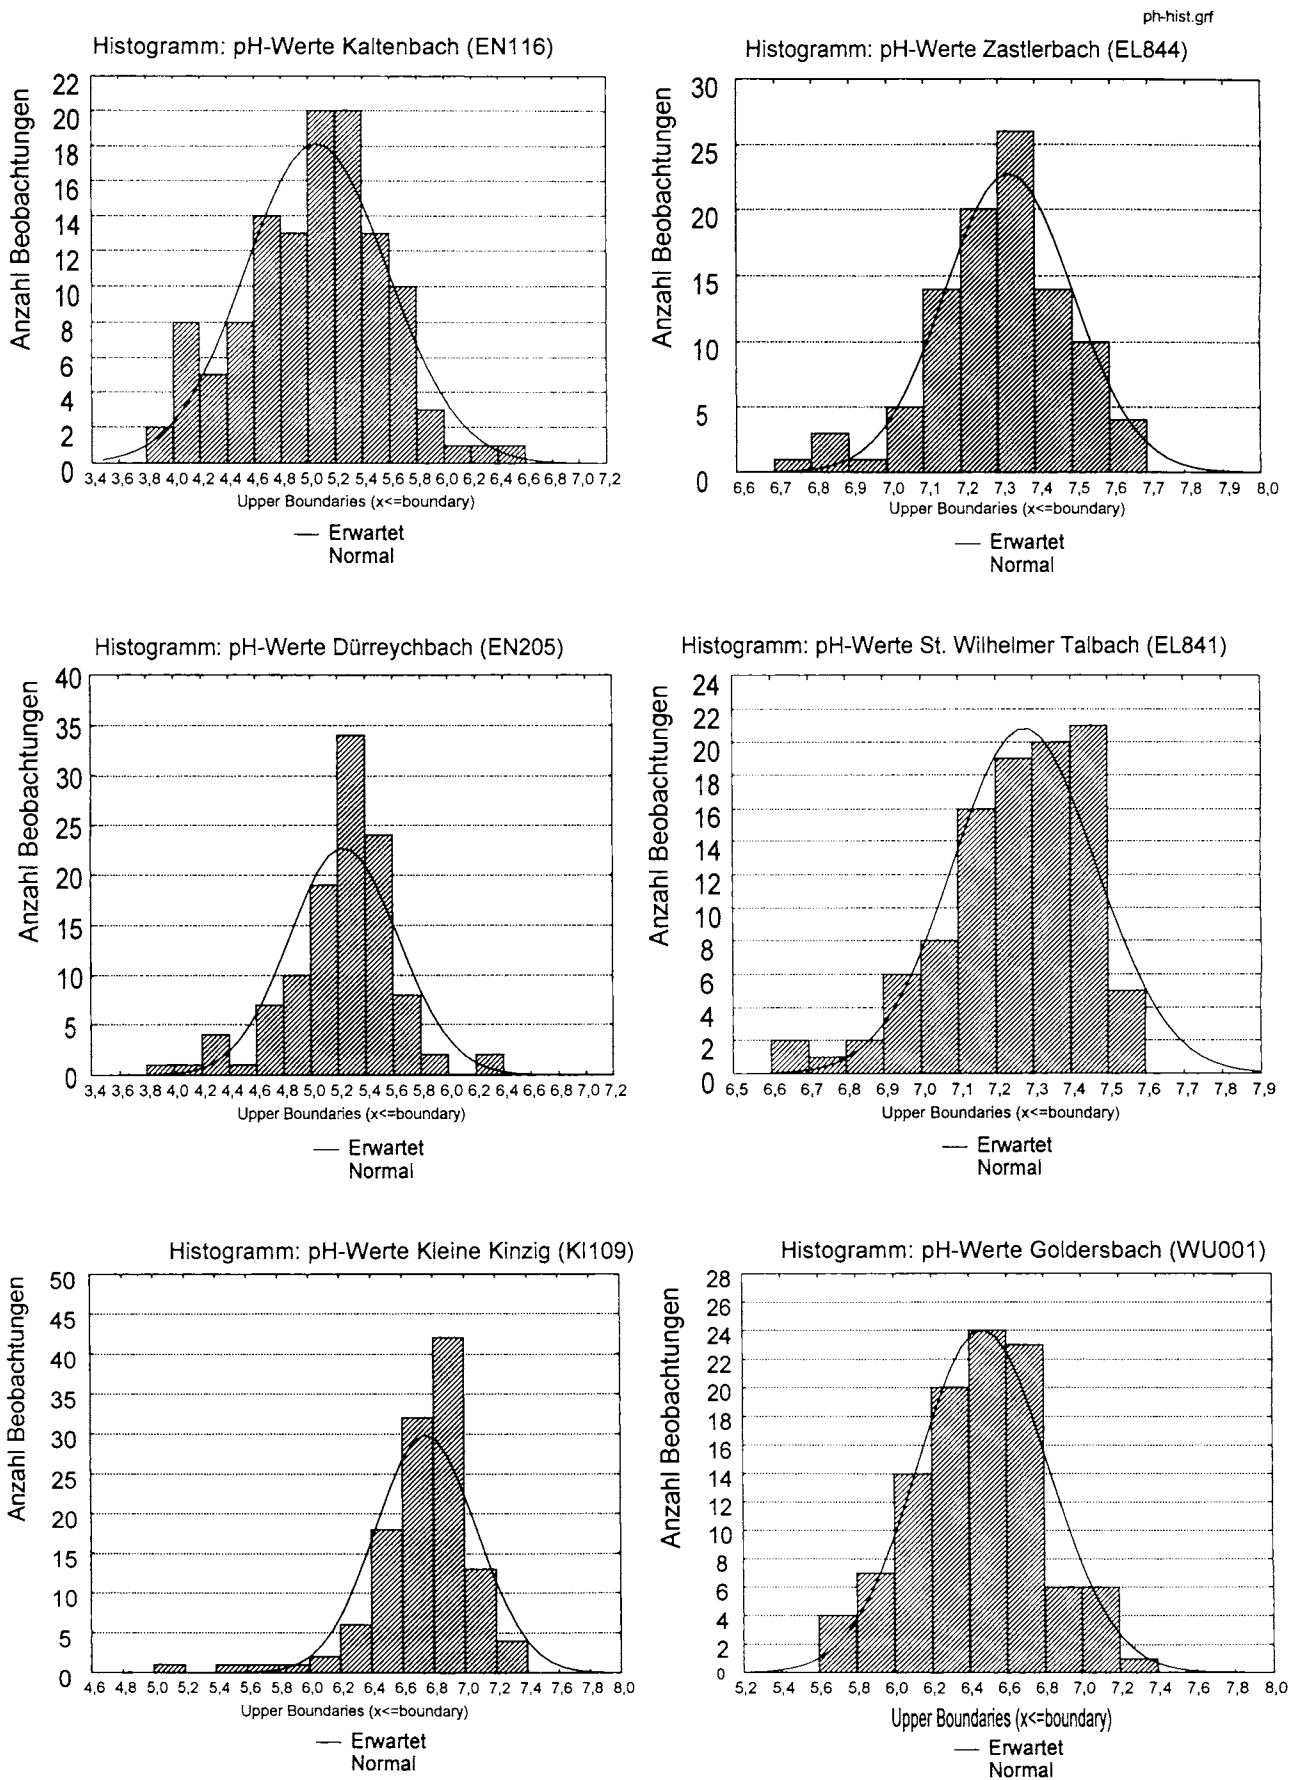 ph-hist.grf
Histogramm: pH-Werte Kaltenbach (EN116)
Anzahl Beobachtungen
22
20
18
16
14
12
10
8
6
4
2
0
3,4 3,6 3,8 4,0 4,2 4,4 4,6 4,8 5,0 5,2 5,4 5,6 5,8 6,0 6,2 6,4 6,6 6,8 7,0 7,2
Upper Boundaries (x<=boundary)
Erwartet
Normal
Histogramm: pH-Werte Zastlerbach (EL844)
Anzahl Beobachtungen
30
25
20
15
10
5
0
6,6 6,7 6,8 6,9 7,0 7,1 7,2 7,3 7,4 7,5 7,6 7,7 7,8 7,9 8,0
Upper Boundaries (x<=boundary)
Erwartet
Normal
Histogramm: pH-Werte Dürreychbach (EN205)
Anzahl Beobachtungen
40
35
30
25
20
15
10
5
0
3,4 3,6 3,8 4,0 4,2 4,4 4,6 4,8 5,0 5,2 5,4 5,6 5,8 6,0 6,2 6,4 6,6 6,8 7,0 7,2
Upper Boundaries (x<=boundary)
Erwartet
Normal
Histogramm: pH-Werte St. Wilhelmer Talbach (EL841)
Anzahl Beobachtungen
24
22
20
18
16
14
12
10
8
6
4
2
0
6,5 6,6 6,7 6,8 6,9 7,0 7,1 7,2 7,3 7,4 7,5 7,6 7,7 7,8 7,9
Upper Boundaries (x<=boundary)
Erwartet
Normal
Histogramm: pH-Werte Kleine Kinzig (KI109)
Anzahl Beobachtungen
50
45
40
35
30
25
20
15
10
5
0
4,6 4,8 5,0 5,2 5,4 5,6 5,8 6,0 6,2 6,4 6,6 6,8 7,0 7,2 7,4 7,6 7,8 8,0
Upper Boundaries (x<=boundary)
Erwartet
Normal
Histogramm: pH-Werte Goldersbach (WU001)
Anzahl Beobachtungen
28
26
24
22
20
18
16
14
12
10
8
6
4
2
0
5,2 5,4 5,6 5,8 6,0 6,2 6,4 6,6 6,8 7,0 7,2 7,4 7,6 7,8 8,0
Upper Boundaries (x<=boundary)
Erwartet
Normal